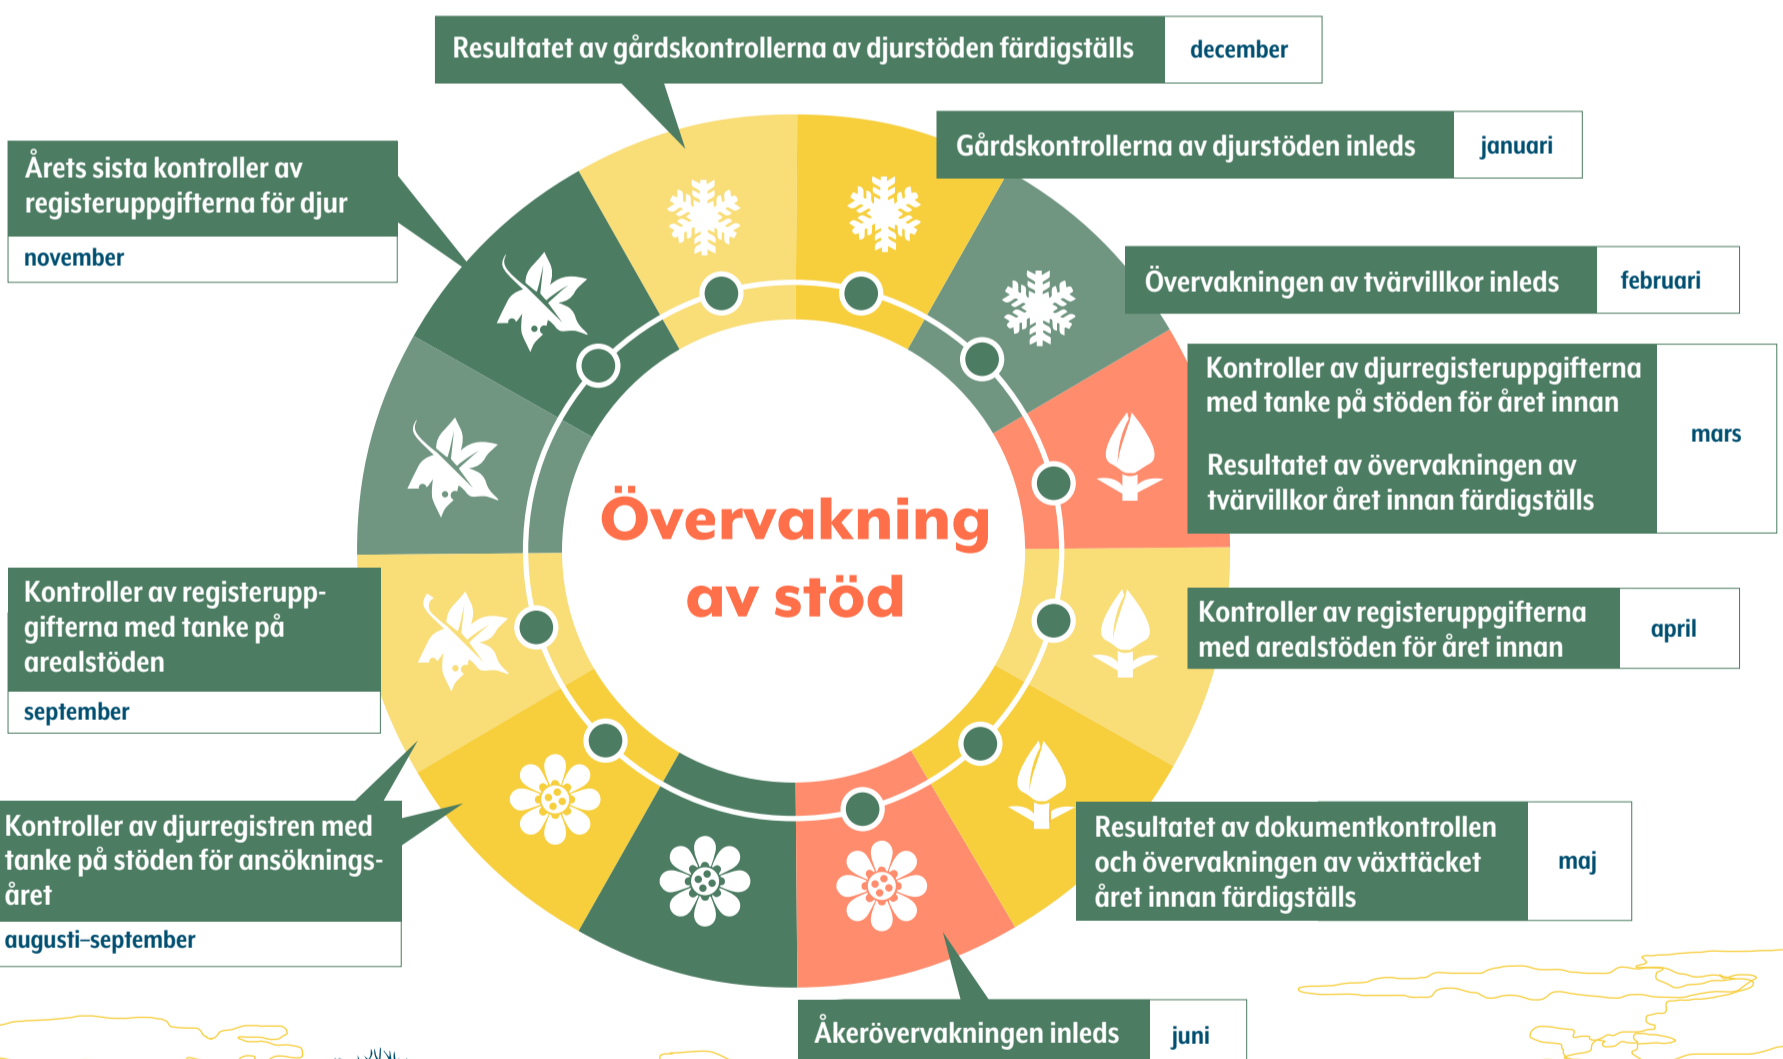 Resultatet av gårdskontrollerna av djurstöden färdigställs
december
Gårdskontrollerna av djurstöden inleds
januari
Övervakningen av tvärvillkor inleds
februari
Kontroller av djurregisteruppgifterna
med tanke på stöden för året innan
Resultatet av övervakningen av
tvärvillkor året innan färdigställs
mars
Kontroller av registeruppgifterna
med arealstöden för året innan
april
Resultatet av dokumentkontrollen
och övervakningen av växttäcket
året innan färdigställs
maj
Åkerövervakningen inleds
juni
Kontroller av djurregistren med
tanke på stöden för ansöknings-
året
augusti–september
Kontroller av registerupp-
gifterna med tanke på
arealstöden
september
Årets sista kontroller av
registeruppgifterna för djur
november
Övervakning
av stöd